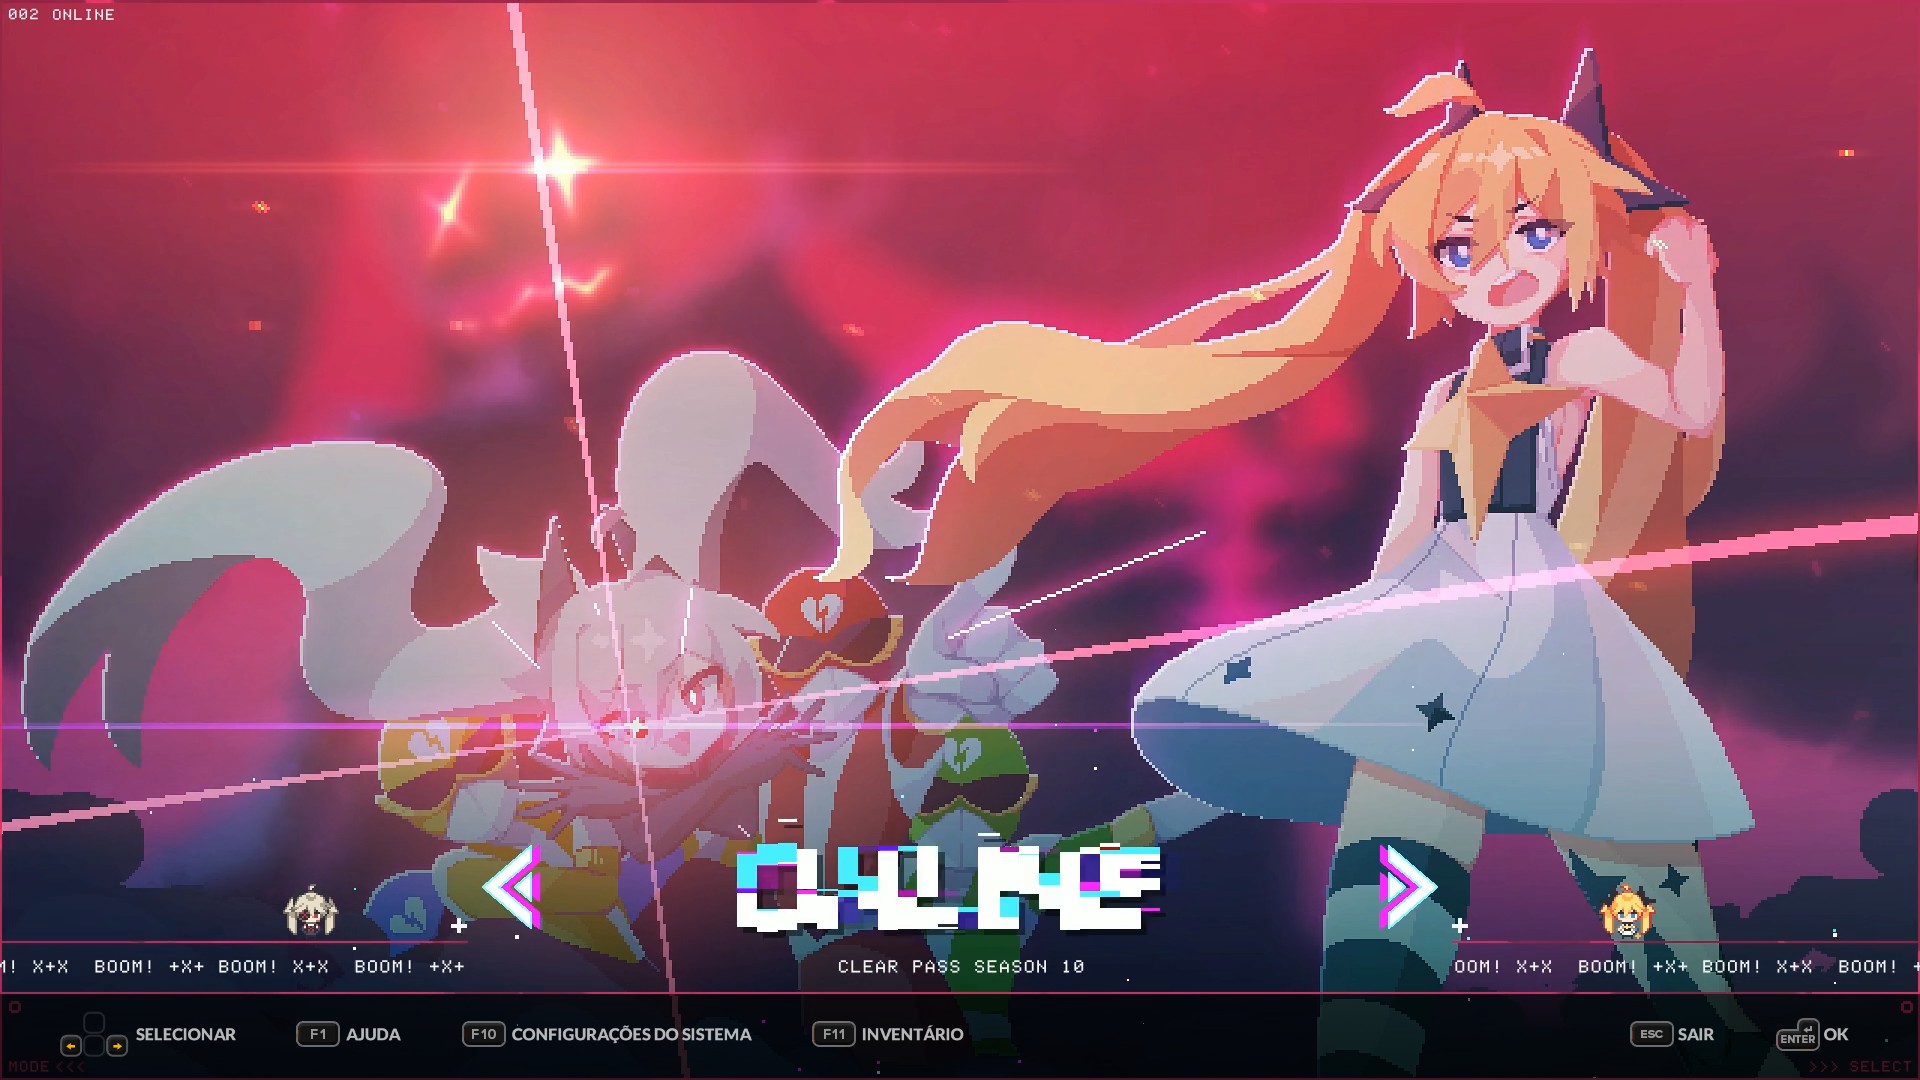 002 ONLINE
ONLINE
M! X+X BOOM! +X+ BOOM! X+X BOOM! +X+
CLEAR PASS SEASON 10
OOM! X+X BOOM! +X+ BOOM! X+X BOOM! +
SELECIONAR
F1 AJUDA
F10 CONFIGURAÇÕES DO SISTEMA
F11 INVENTÁRIO
ESC SAIR
ENTER OK
MODE <<<
>>> SELECT